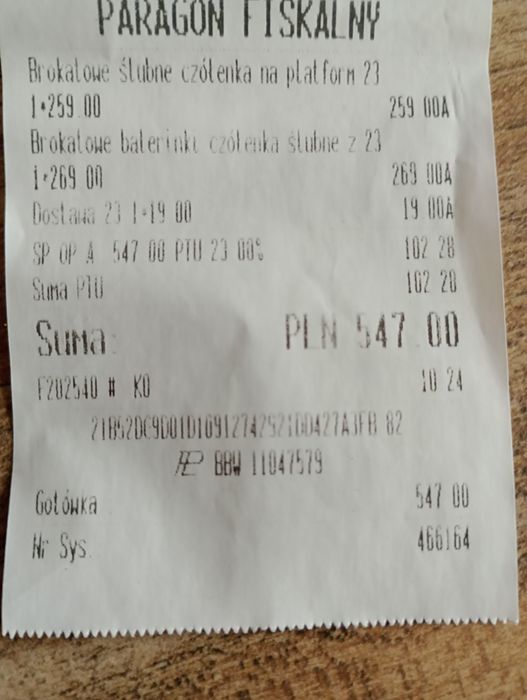 PARAGON FISKALNY
Brokatowe ślubne czółenka na platform 23
1*259.00 259.00A
Brokatowe balerinki czółenka ślubne z 23
1*269.00 269.00A
Dostawa 23 1*19.00 19.00A
SP.OP.A: 547.00 PTU 23.00% 102.28
Suma PTU 102.28
Suma: PLN 547.00
F202540 # K0 10:24
BBW 11047579
Gotówka 547.00
Nr Sys. 466164